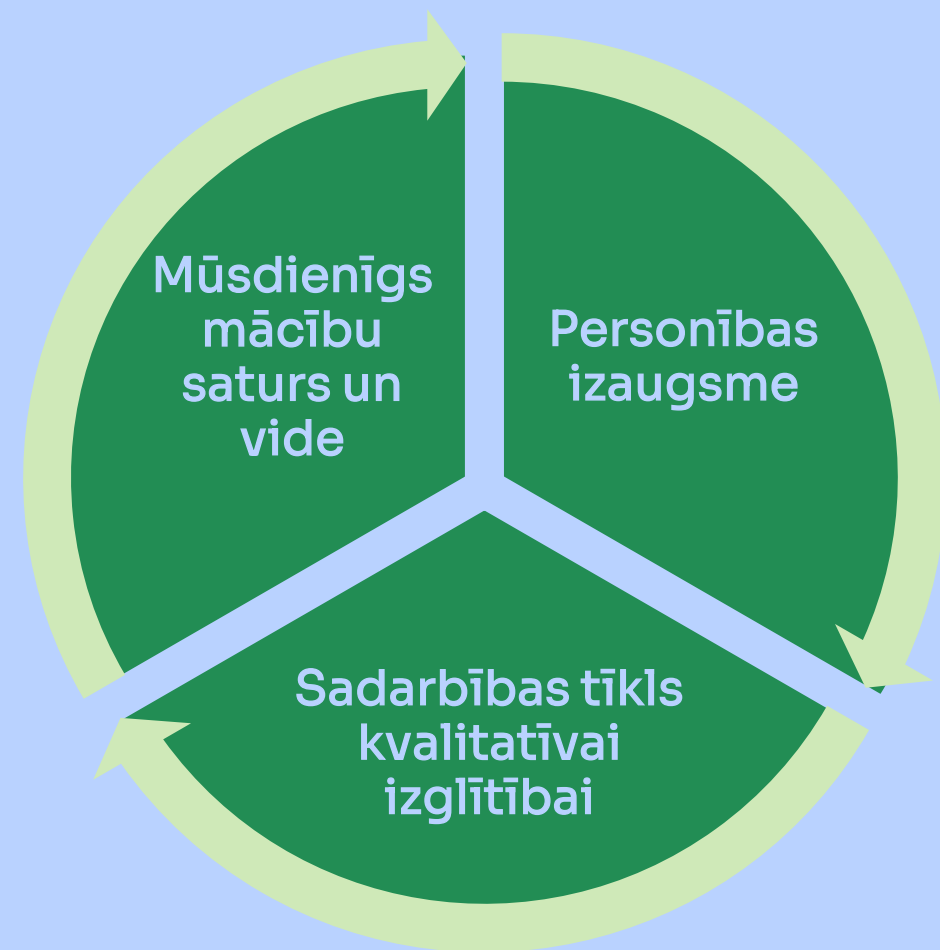 Mūsdienīgs
mācību
saturs un
vide
Personības
izaugsme
Sadarbības tīkls
kvalitatīvai
izglītībai